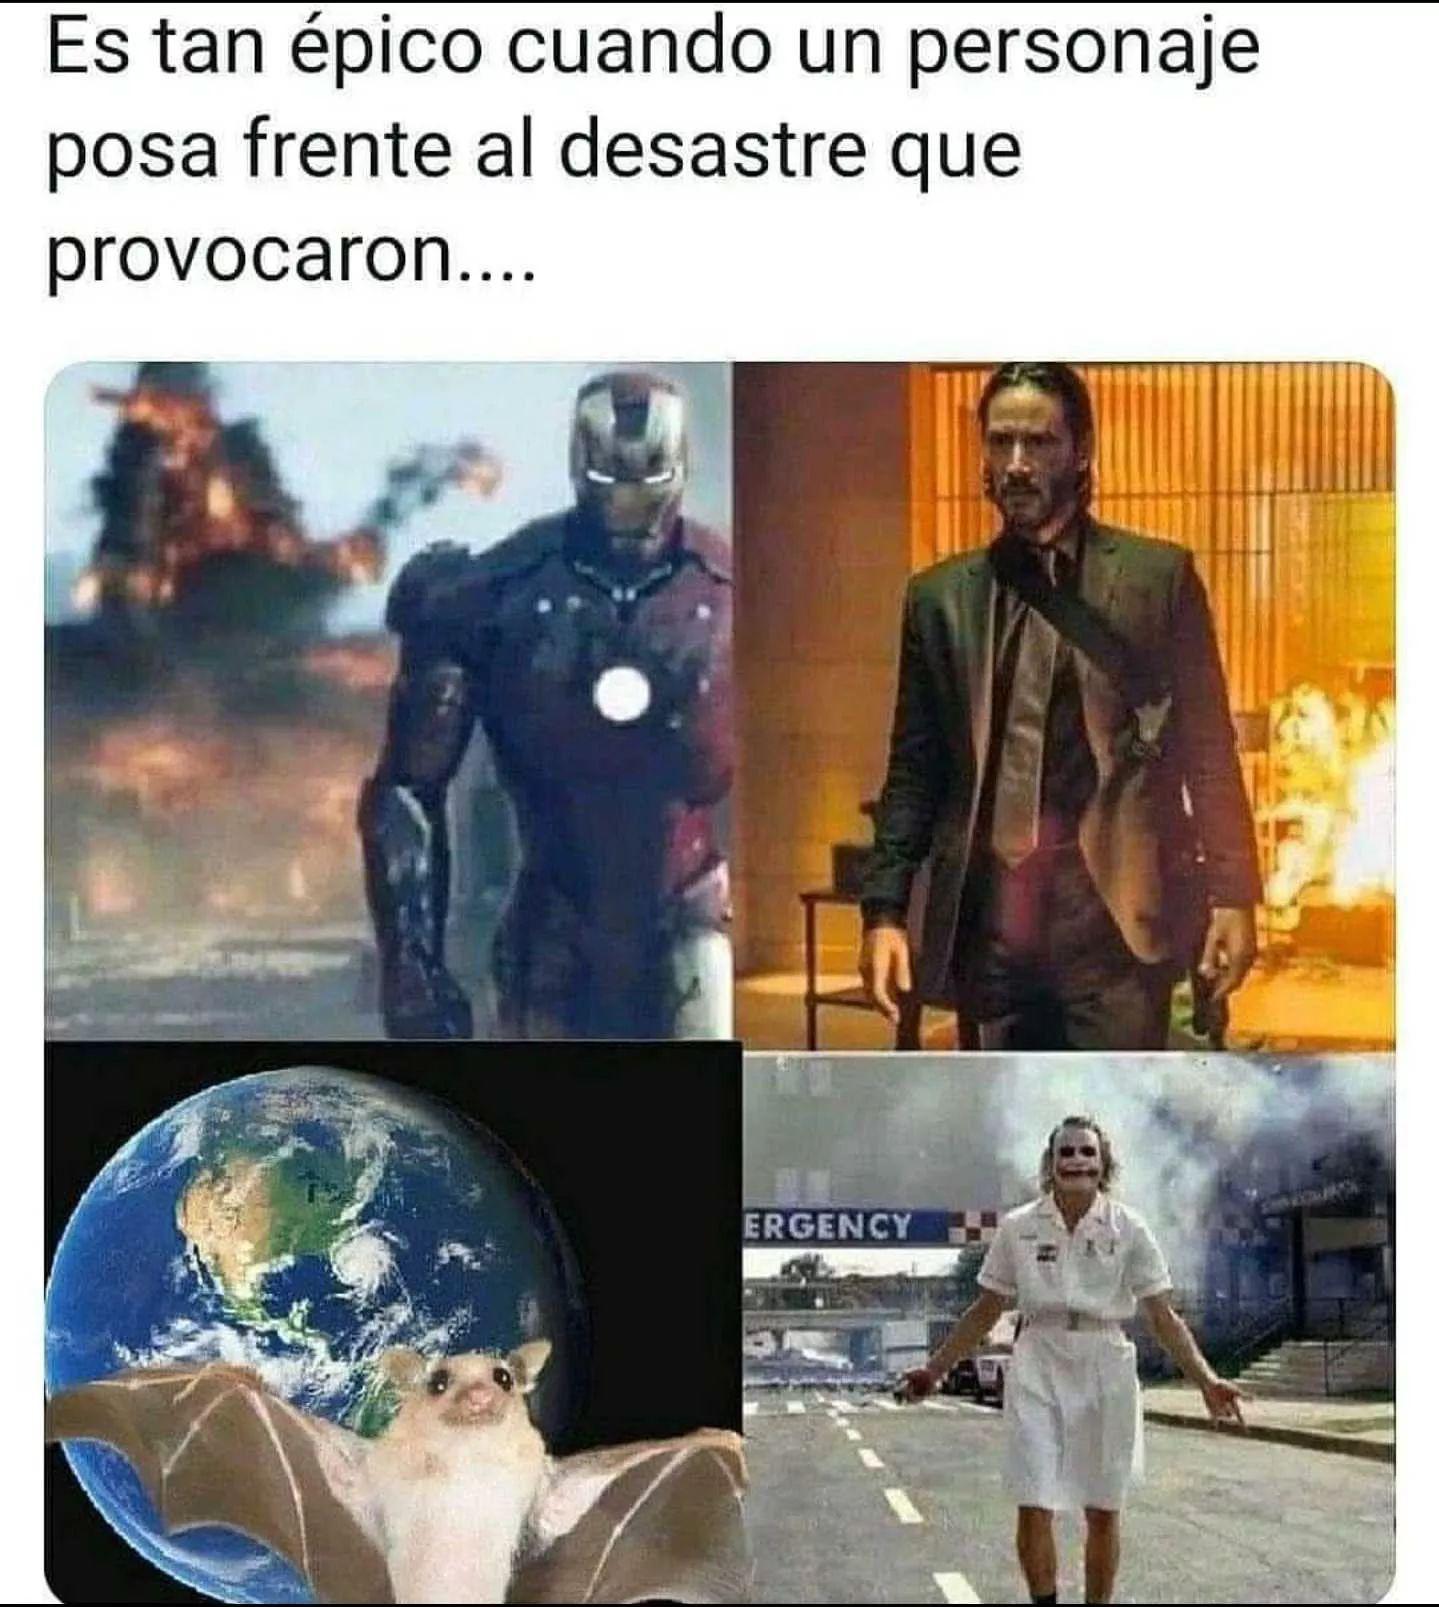 Es tan épico cuando un personaje
posa frente al desastre que
provocaron....
ERGENCY